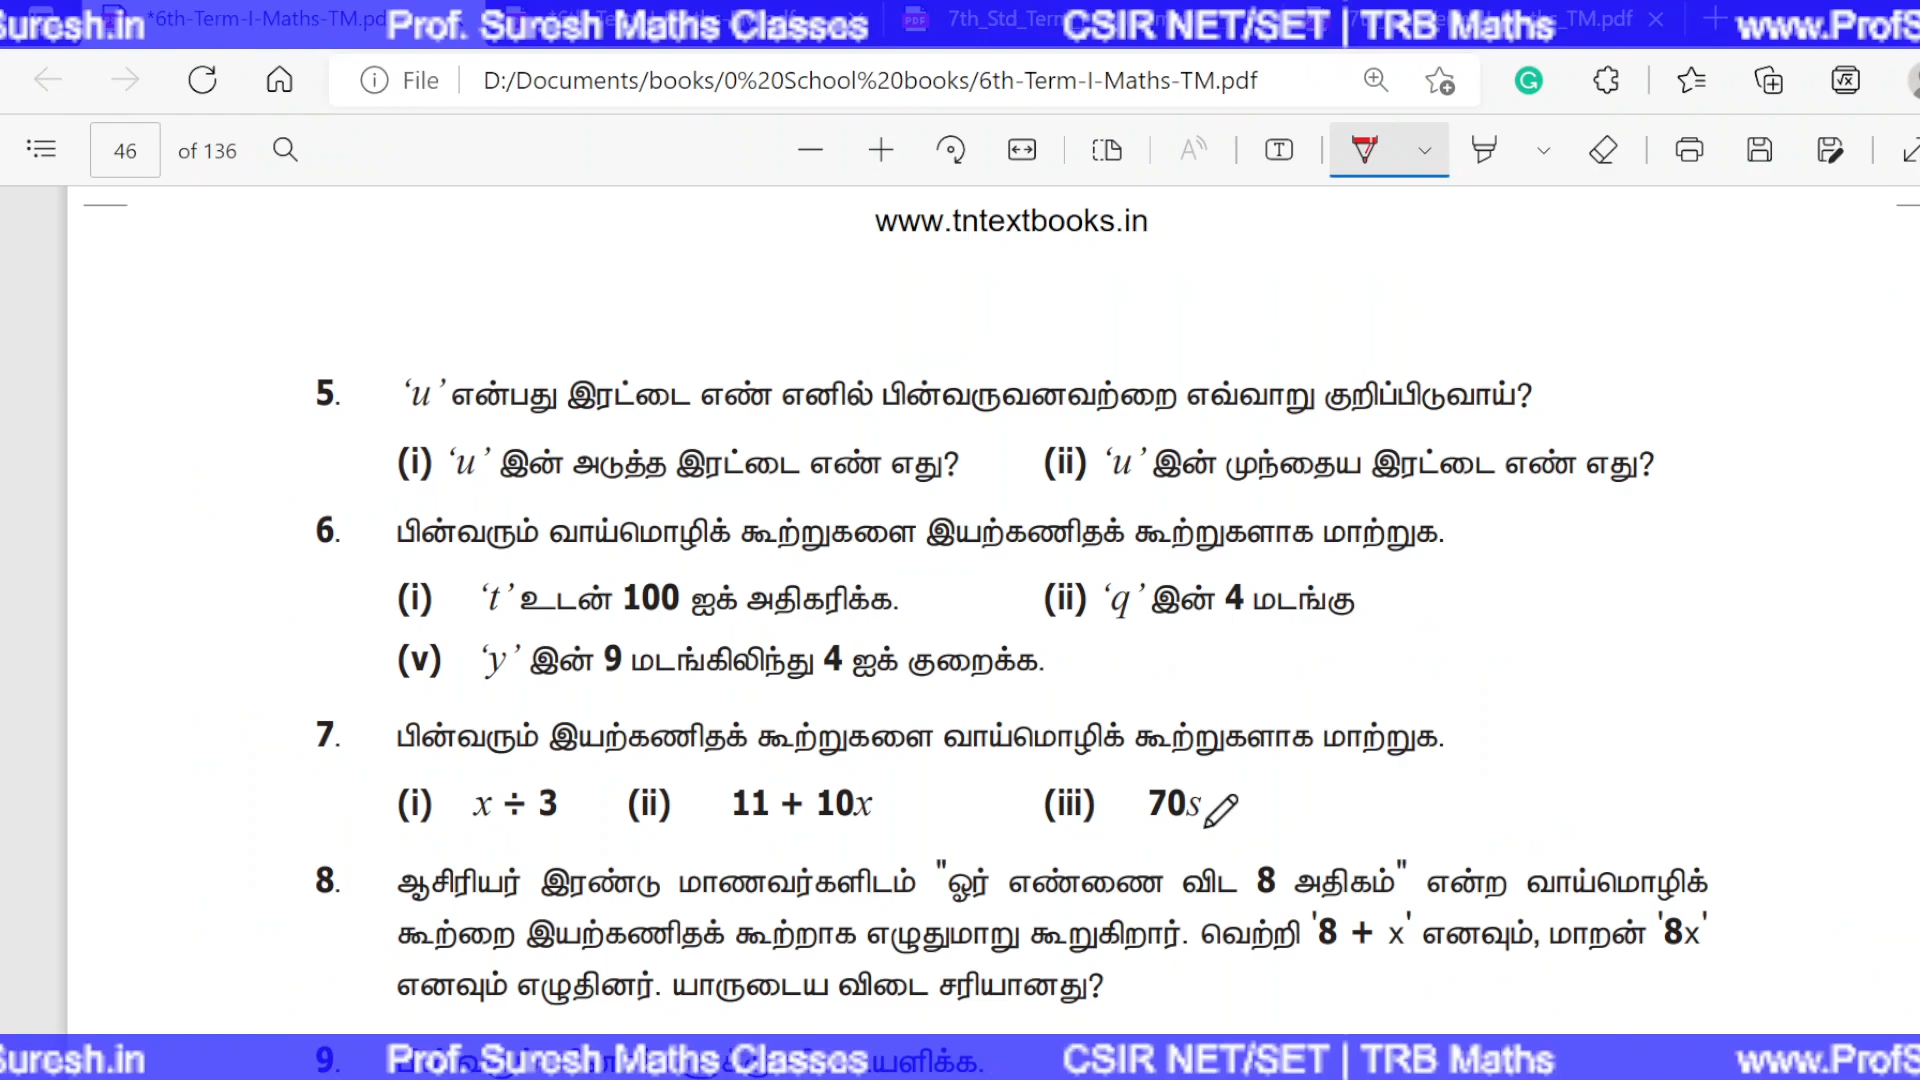 Suresh.in Prof. Suresh Maths Classes CSIR NET/SET | TRB Maths www.ProfS
*6th-Term-I-Maths-TM.pd
File D:/Documents/books/0%20School%20books/6th-Term-I-Maths-TM.pdf
46 of 136
www.tntextbooks.in
5. ‘u’ என்பது இரட்டை எண் எனில் பின்வருவனவற்றை எவ்வாறு குறிப்பிடுவாய்?
(i) ‘u’ இன் அடுத்த இரட்டை எண் எது? (ii) ‘u’ இன் முந்தைய இரட்டை எண் எது?
6. பின்வரும் வாய்மொழிக் கூற்றுகளை இயற்கணிதக் கூற்றுகளாக மாற்றுக.
(i) ‘t’ உடன் 100 ஐக் அதிகரிக்க. (ii) ‘q’ இன் 4 மடங்கு
(v) ‘y’ இன் 9 மடங்கிலிந்து 4 ஐக் குறைக்க.
7. பின்வரும் இயற்கணிதக் கூற்றுகளை வாய்மொழிக் கூற்றுகளாக மாற்றுக.
(i) x ÷ 3 (ii) 11 + 10x (iii) 70s
8. ஆசிரியர் இரண்டு மாணவர்களிடம் "ஓர் எண்ணை விட 8 அதிகம்" என்ற வாய்மொழிக்
கூற்றை இயற்கணிதக் கூற்றாக எழுதுமாறு கூறுகிறார். வெற்றி '8 + x' எனவும், மாறன் '8x'
எனவும் எழுதினர். யாருடைய விடை சரியானது?
9.
Suresh.in Prof. Suresh Maths Classes CSIR NET/SET | TRB Maths www.ProfS